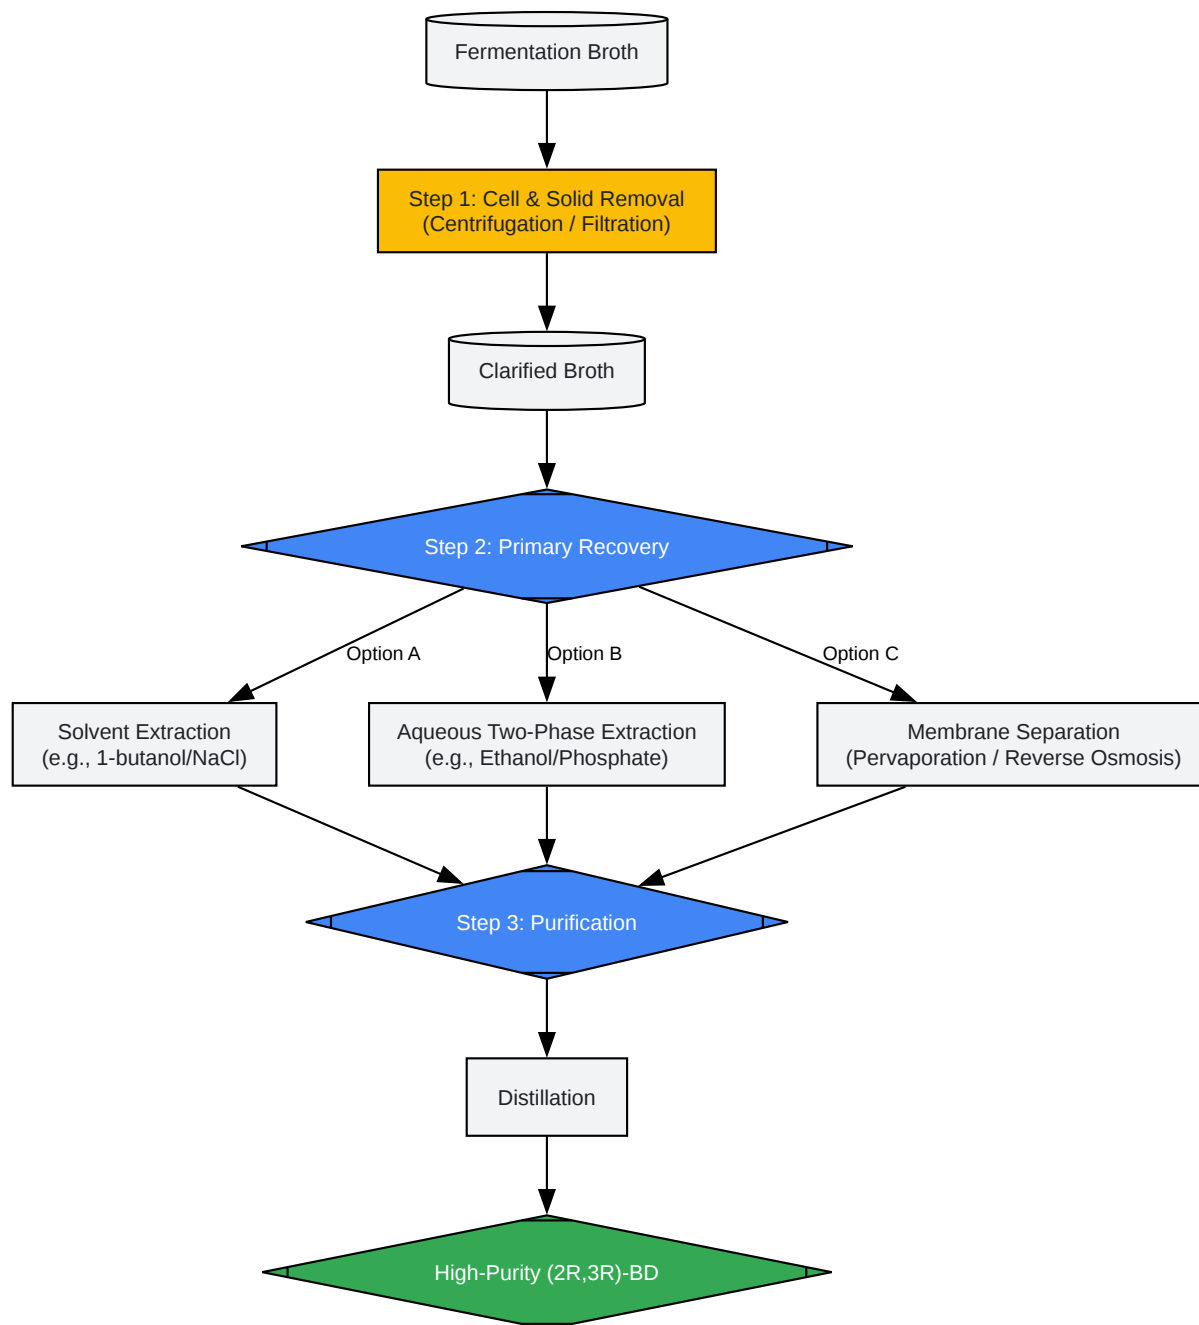 Fermentation Broth
Step 1: Cell & Solid Removal
(Centrifugation / Filtration)
Clarified Broth
Step 2: Primary Recovery
Option A
Option B
Option C
Solvent Extraction
(e.g., 1-butanol/NaCl)
Aqueous Two-Phase Extraction
(e.g., Ethanol/Phosphate)
Membrane Separation
(Pervaporation / Reverse Osmosis)
Step 3: Purification
Distillation
High-Purity (2R,3R)-BD